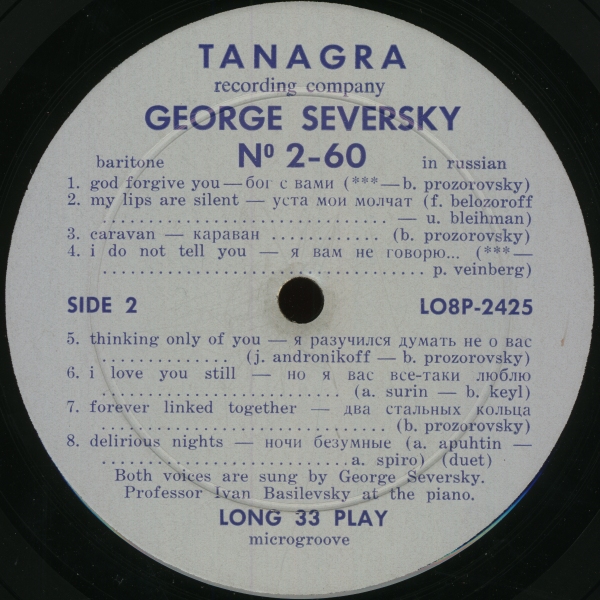 TANAGRA
recording company
GEORGE SEVERSKY
baritone Nº 2-60 in russian
1. god forgive you — бог с вами (*** — b. prozorovsky)
2. my lips are silent — уста мои молчат (f. belozoroff
................................ — u. bleihman)
3. caravan — караван ............ (b. prozorovsky)
4. i do not tell you — я вам не говорю... (*** —
.................................... p. veinberg)
SIDE 2 LO8P-2425
5. thinking only of you — я разучился думать не о вас
.............. (j. andronikoff — b. prozorovsky)
6. i love you still — но я вас все-таки люблю
............................ (a. surin — b. keyl)
7. forever linked together — два стальных кольца
................................. (b. prozorovsky)
8. delirious nights — ночи безумные (a. apuhtin —
...........................a. spiro) (duet)
Both voices are sung by George Seversky.
Professor Ivan Basilevsky at the piano.
LONG 33 PLAY
microgroove